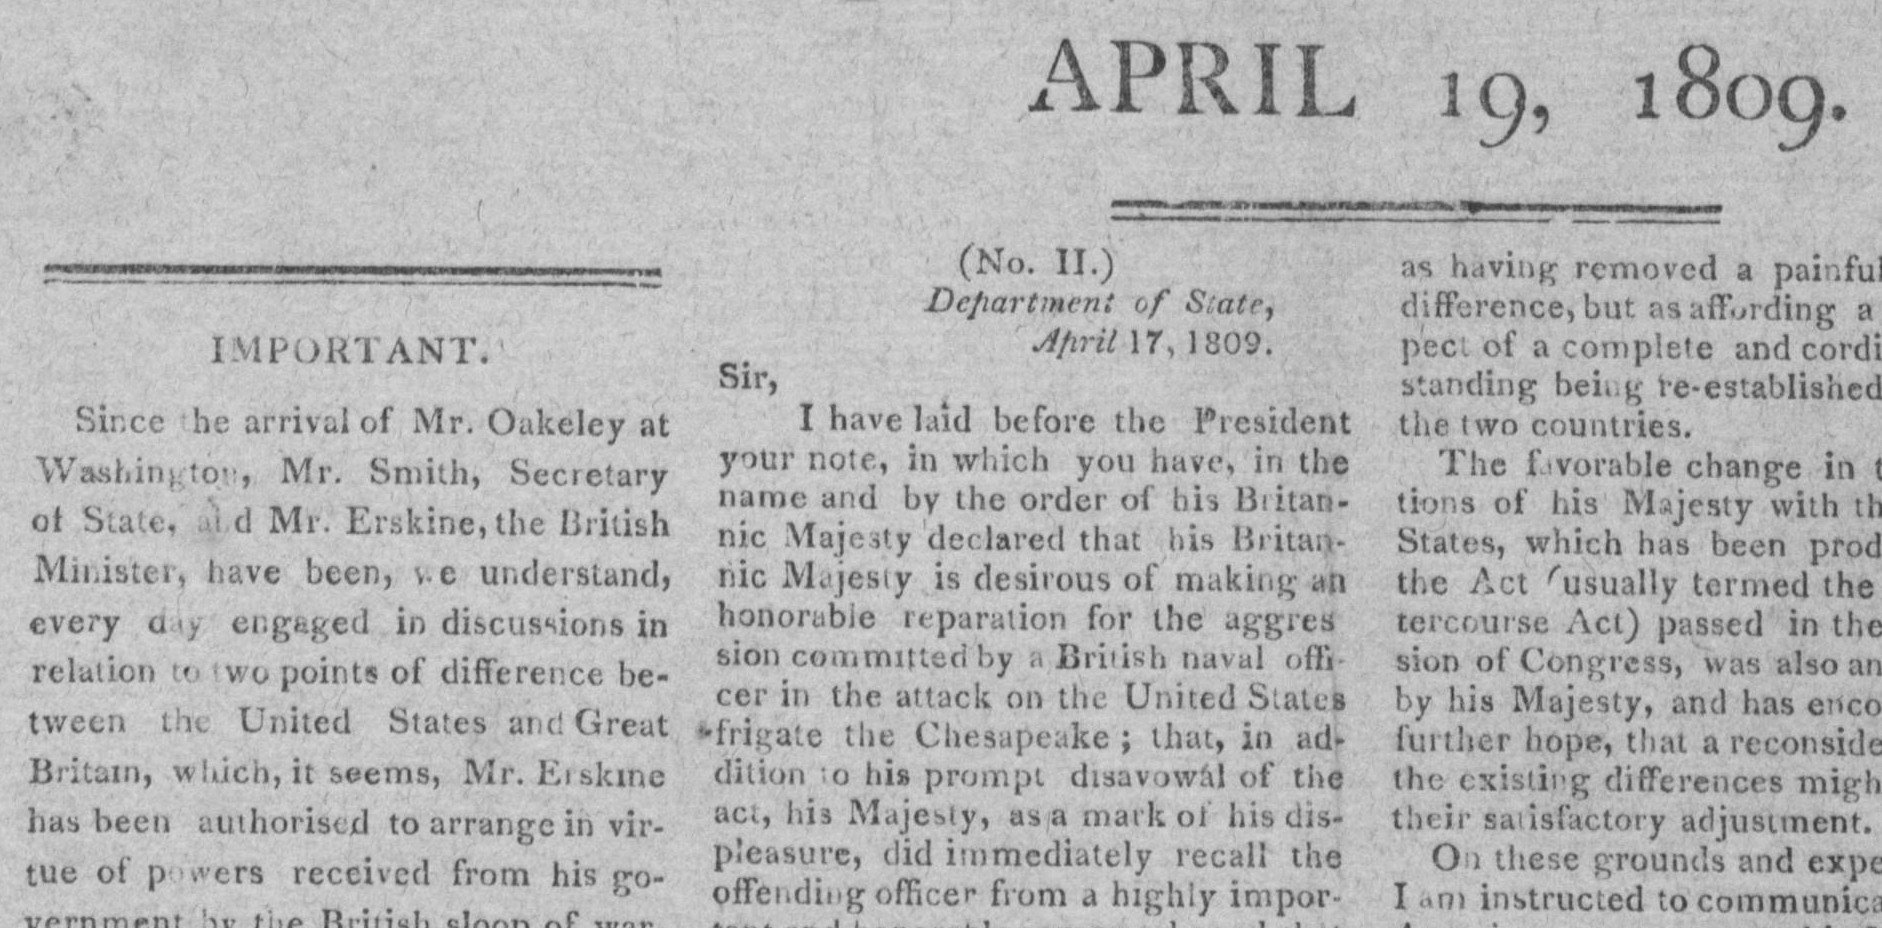 APRIL 19, 1809.
IMPORTANT.
Since the arrival of Mr. Oakeley at
Washington, Mr. Smith, Secretary
of State, and Mr. Erskine, the British
Minister, have been, we understand,
every day engaged in discussions in
relation to two points of difference be-
tween the United States and Great
Britain, which, it seems, Mr. Erskine
has been authorised to arrange in vir-
tue of powers received from his go-
vernment by the British sloop of war
(No. II.)
Department of State,
April 17, 1809.
Sir,
I have laid before the President
your note, in which you have, in the
name and by the order of his Britan-
nic Majesty declared that his Britan-
nic Majesty is desirous of making an
honorable reparation for the aggres
sion committed by a British naval offi-
cer in the attack on the United States
frigate the Chesapeake; that, in ad-
dition to his prompt disavowal of the
act, his Majesty, as a mark of his dis-
pleasure, did immediately recall the
offending officer from a highly impor-
as having removed a painful
difference, but as affording a
pect of a complete and cordi
standing being re-established
the two countries.
The favorable change in t
tions of his Majesty with th
States, which has been prod
the Act (usually termed the
tercourse Act) passed in the
sion of Congress, was also an
by his Majesty, and has enco
further hope, that a reconside
the existing differences migh
their satisfactory adjustment.
On these grounds and expe
I am instructed to communica